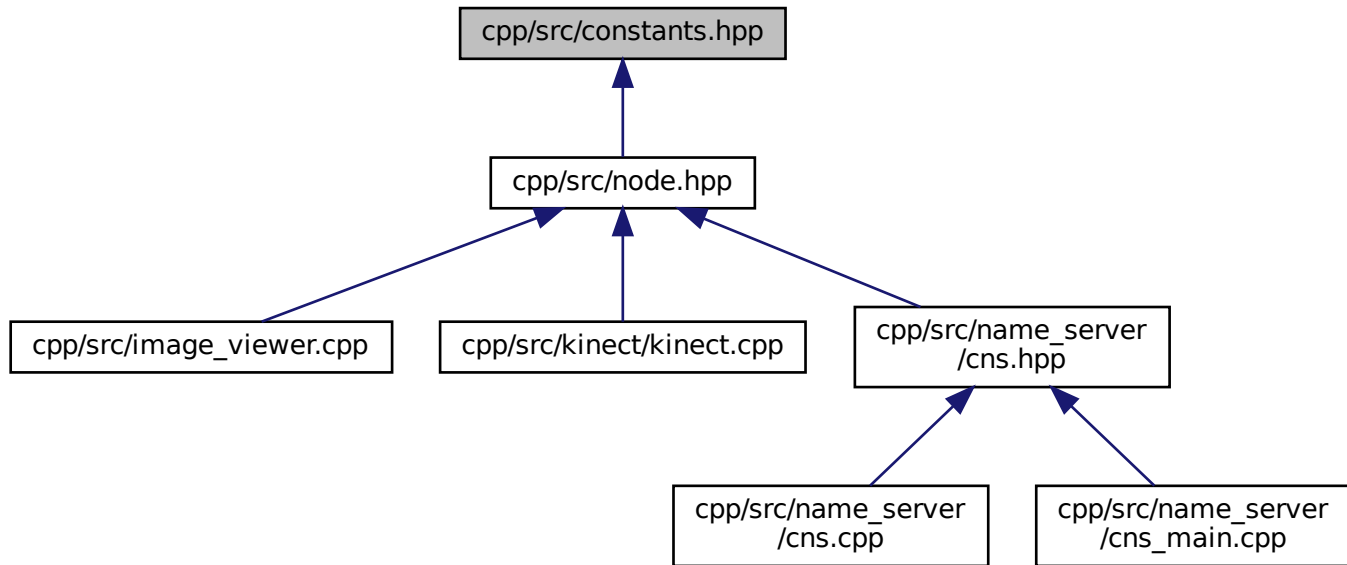 cpp/src/constants.hpp
cpp/src/node.hpp
cpp/src/image_viewer.cpp
cpp/src/kinect/kinect.cpp
cpp/src/name_server
/cns.hpp
cpp/src/name_server
/cns.cpp
cpp/src/name_server
/cns_main.cpp